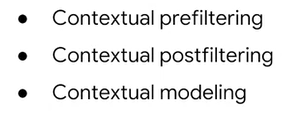 ● Contextual prefiltering
● Contextual postfiltering
● Contextual modeling